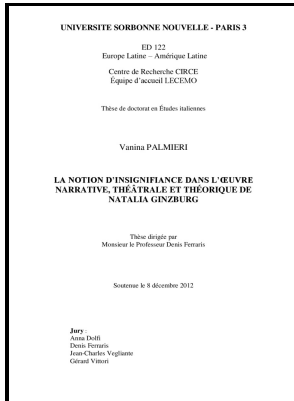 UNIVERSITE SORBONNE NOUVELLE - PARIS 3
ED 122
Europe Latine – Amérique Latine
Centre de Recherche CIRCE
Équipe d'accueil LECEMO
Thèse de doctorat en Études italiennes
Vanina PALMIERI
LA NOTION D'INSIGNIFIANCE DANS L'ŒUVRE
NARRATIVE, THÉÂTRALE ET THÉORIQUE DE
NATALIA GINZBURG
Thèse dirigée par
Monsieur le Professeur Denis Ferraris
Soutenue le 8 décembre 2012
Jury :
Anna Dolfi
Denis Ferraris
Jean-Charles Vegliante
Gérard Vittori